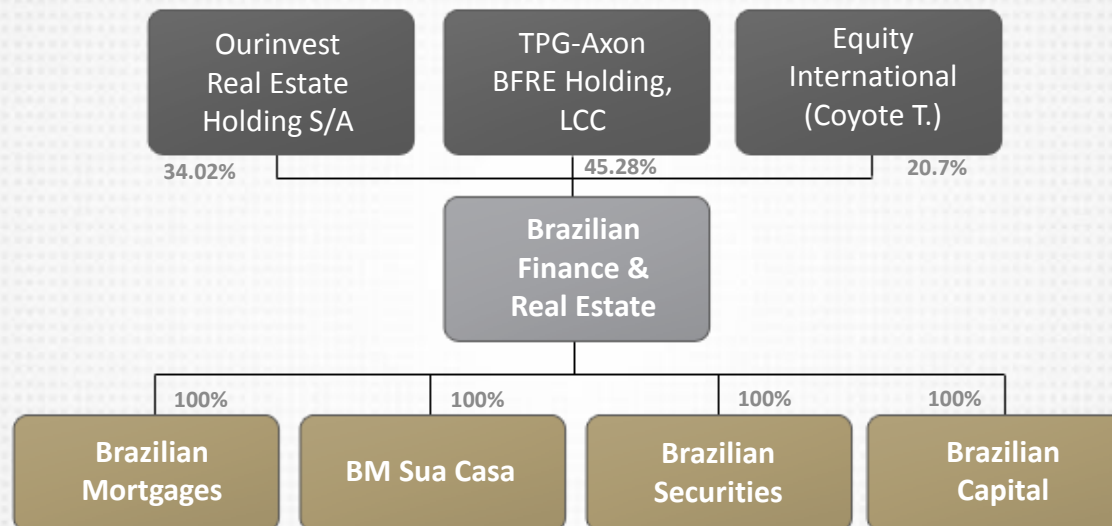 Ourinvest
Real Estate
Holding S/A
TPG-Axon
BFRE Holding,
LCC
Equity
International
(Coyote T.)
34.02%
45.28%
20.7%
Brazilian
Finance &
Real Estate
100%
100%
100%
100%
Brazilian
Mortgages
BM Sua Casa
Brazilian
Securities
Brazilian
Capital